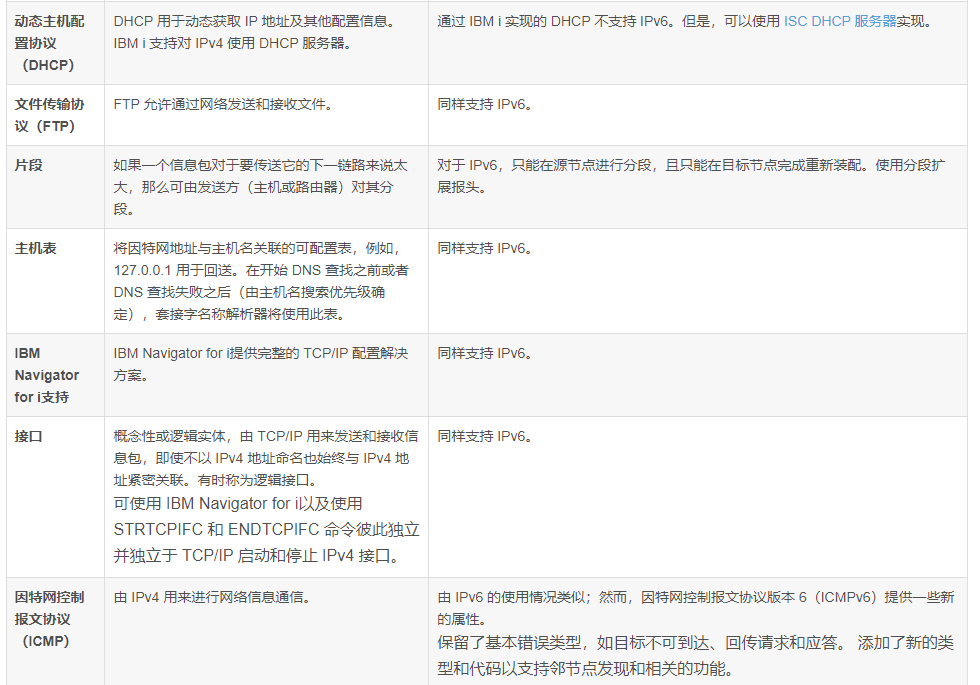 动态主机配
置协议
（DHCP）
DHCP 用于动态获取 IP 地址及其他配置信息。
IBM i 支持对 IPv4 使用 DHCP 服务器。
通过 IBM i 实现的 DHCP 不支持 IPv6。但是，可以使用 ISC DHCP 服务器实现。
文件传输协
议（FTP）
FTP 允许通过网络发送和接收文件。
同样支持 IPv6。
片段
如果一个信息包对于要传送它的下一链路来说太
大，那么可由发送方（主机或路由器）对其分
段。
对于 IPv6，只能在源节点进行分段，且只能在目标节点完成重新装配。使用分段扩
展报头。
主机表
将因特网地址与主机名关联的可配置表，例如，
127.0.0.1 用于回送。在开始 DNS 查找之前或者
DNS 查找失败之后（由主机名搜索优先级确
定），套接字名称解析器将使用此表。
同样支持 IPv6。
IBM
Navigator
for i支持
IBM Navigator for i提供完整的 TCP/IP 配置解决
方案。
同样支持 IPv6。
接口
概念性或逻辑实体，由 TCP/IP 用来发送和接收信
息包，即使不以 IPv4 地址命名也始终与 IPv4 地
址紧密关联。有时称为逻辑接口。
可使用 IBM Navigator for i以及使用
STRTCPIFC 和 ENDTCPIFC 命令彼此独立
并独立于 TCP/IP 启动和停止 IPv4 接口。
同样支持 IPv6。
因特网控制
报文协议
（ICMP）
由 IPv4 用来进行网络信息通信。
由 IPv6 的使用情况类似；然而，因特网控制报文协议版本 6（ICMPv6）提供一些新
的属性。
保留了基本错误类型，如目标不可到达、回传请求和应答。 添加了新的类
型和代码以支持邻节点发现和相关的功能。